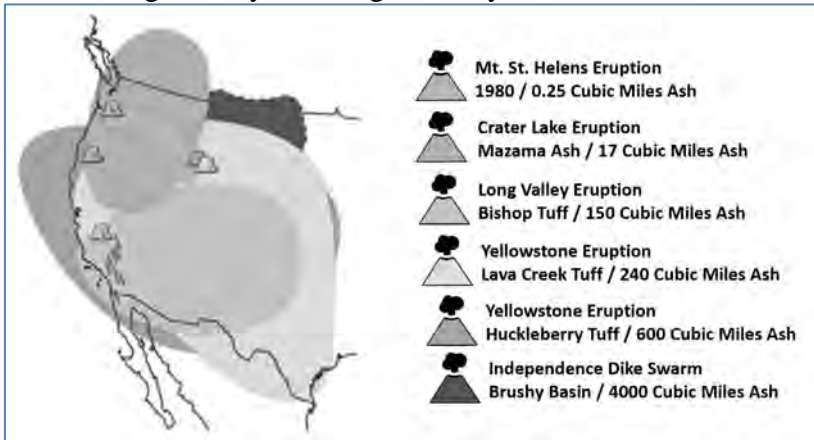 Mt. St. Helens Eruption
1980 / 0.25 Cubic Miles Ash
Crater Lake Eruption
Mazama Ash / 17 Cubic Miles Ash
Long Valley Eruption
Bishop Tuff / 150 Cubic Miles Ash
Yellowstone Eruption
Lava Creek Tuff / 240 Cubic Miles Ash
Yellowstone Eruption
Huckleberry Tuff / 600 Cubic Miles Ash
Independence Dike Swarm
Brushy Basin / 4000 Cubic Miles Ash